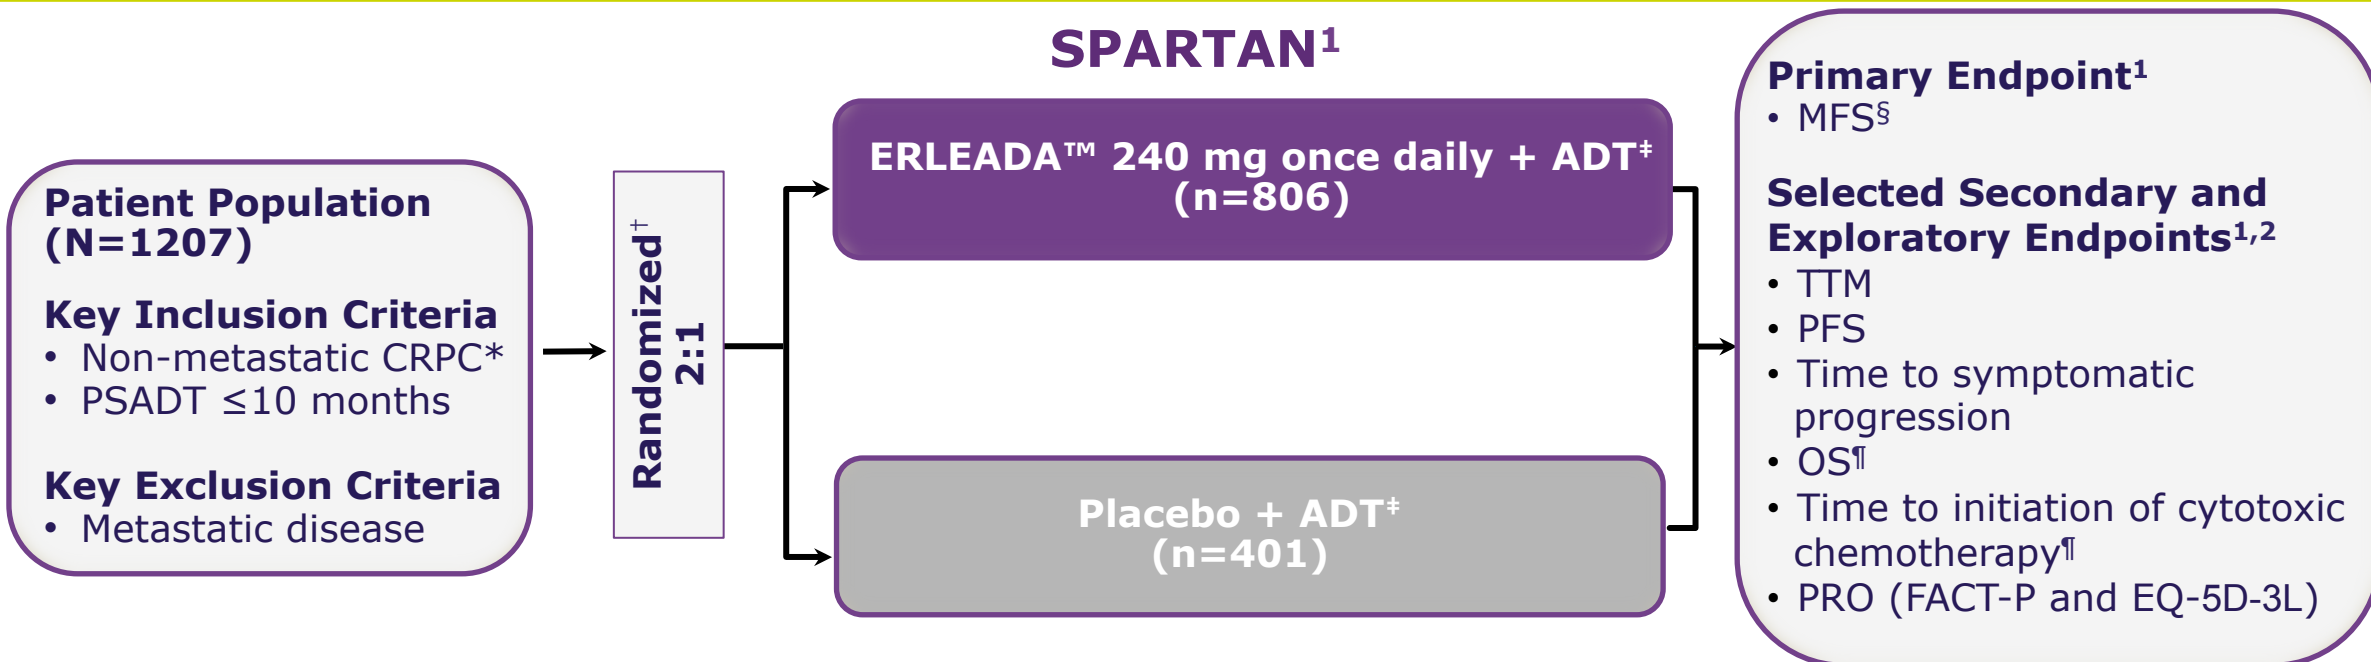 SPARTAN¹
Patient Population
(N=1207)
Key Inclusion Criteria
• Non-metastatic CRPC*
• PSADT ≤10 months
Key Exclusion Criteria
• Metastatic disease
Randomized†
2:1
ERLEADA™ 240 mg once daily + ADT‡
(n=806)
Placebo + ADT‡
(n=401)
Primary Endpoint¹
• MFS§
Selected Secondary and
Exploratory Endpoints¹,²
• TTM
• PFS
• Time to symptomatic
progression
• OS¶
• Time to initiation of cytotoxic
chemotherapy¶
• PRO (FACT-P and EQ-5D-3L)